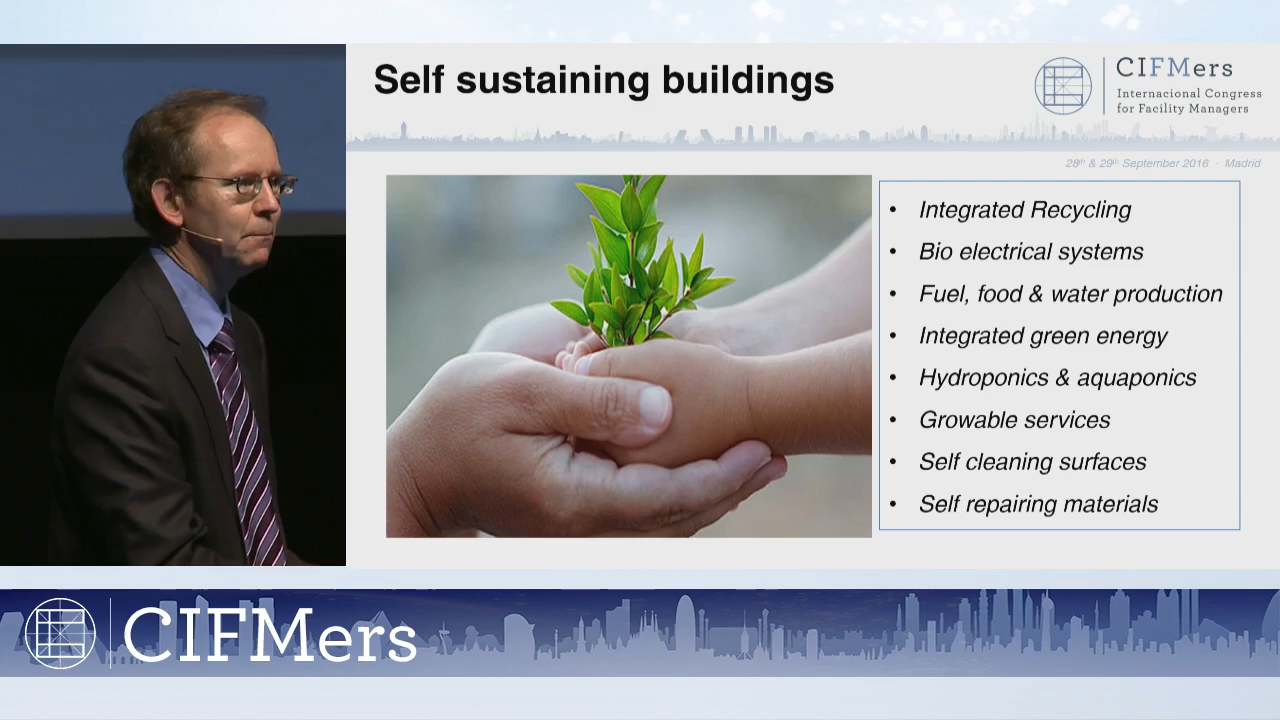 Self sustaining buildings
CIFMers
Internacional Congress
for Facility Managers
28th & 29th September 2016 · Madrid
• Integrated Recycling
• Bio electrical systems
• Fuel, food & water production
• Integrated green energy
• Hydroponics & aquaponics
• Growable services
• Self cleaning surfaces
• Self repairing materials
CIFMers